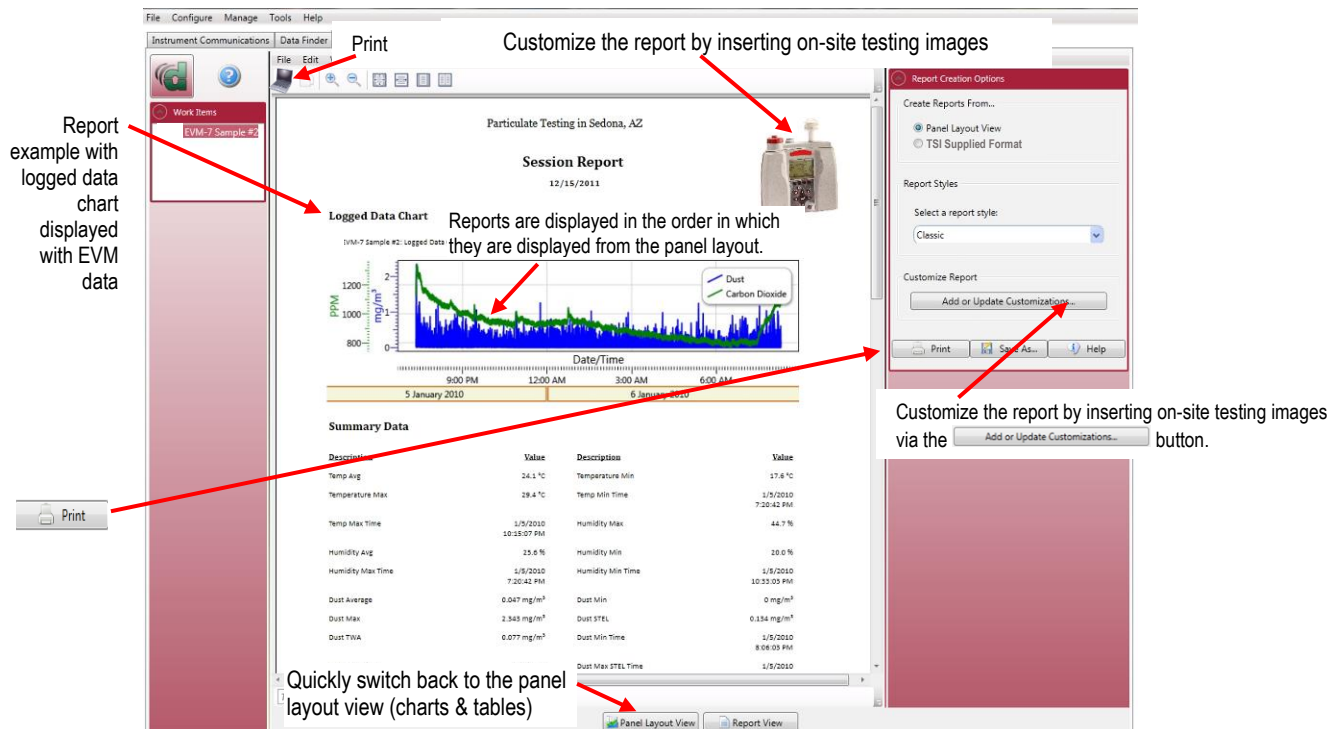 File Configure Manage Tools Help
Instrument Communications Data Finder
Print
Customize the report by inserting on-site testing images
File Edit
Work Items
EVM-7 Sample #2
Report
example with
logged data
chart
displayed
with EVM
data
Print
Particulate Testing in Sedona, AZ
Session Report
12/15/2011
Logged Data Chart
Reports are displayed in the order in which
they are displayed from the panel layout.
EVM-7 Sample #2: Logged Data
PPM
1200
1000
800
mg/m³
2
1
0
Dust
Carbon Dioxide
Date/Time
9:00 PM 12:00 AM 3:00 AM 6:00 AM
5 January 2010 6 January 2010
Summary Data
Description Value Description Value
Temp Avg 24.1 °C Temperature Min 17.6 °C
Temperature Max 29.4 °C Temp Min Time 1/5/2010
7:20:42 PM
Temp Max Time 1/5/2010 Humidity Max 44.7 %
10:15:07 PM
Humidity Avg 25.6 % Humidity Min 20.0 %
Humidity Max Time 1/5/2010 Humidity Min Time 1/5/2010
7:20:42 PM 10:33:03 PM
Dust Average 0.047 mg/m³ Dust Min 0 mg/m³
Dust Max 2.343 mg/m³ Dust STEL 0.134 mg/m³
Dust TWA 0.077 mg/m³ Dust Min Time 1/5/2010
8:06:03 PM
Dust Max STEL Time 1/5/2010
Quickly switch back to the panel
layout view (charts & tables)
Panel Layout View Report View
Report Creation Options
Create Reports From...
Panel Layout View
TSI Supplied Format
Report Styles
Select a report style:
Classic
Customize Report
Add or Update Customizations...
Print Save As... Help
Customize the report by inserting on-site testing images
via the Add or Update Customizations... button.